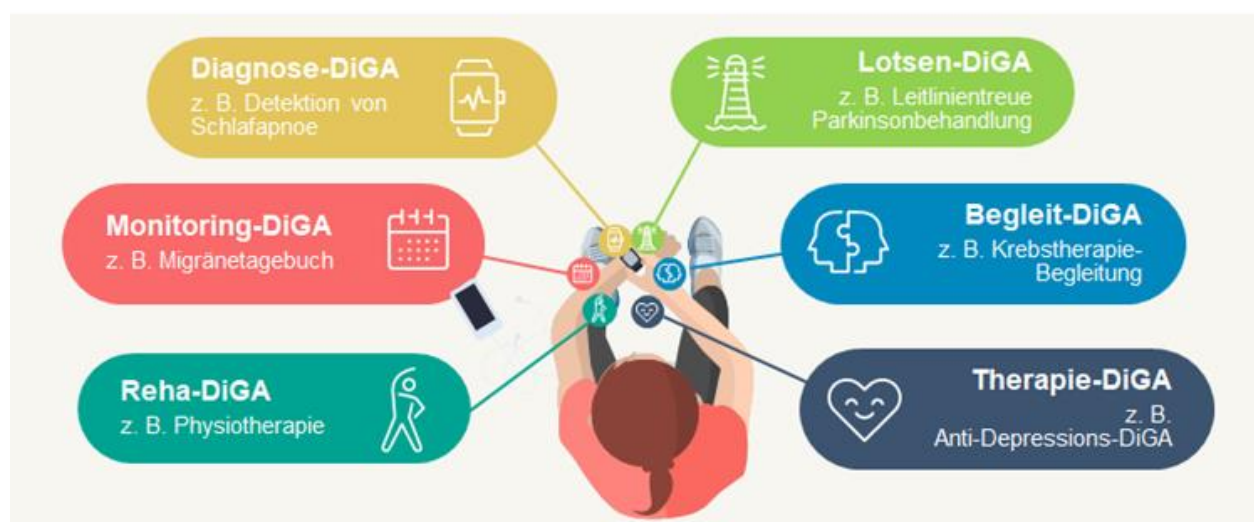 Diagnose-DiGA
z. B. Detektion von
Schlafapnoe
Lotsen-DiGA
z. B. Leitlinientreue
Parkinsonbehandlung
Monitoring-DiGA
z. B. Migränetagebuch
Begleit-DiGA
z. B. Krebstherapie-
Begleitung
Reha-DiGA
z. B. Physiotherapie
Therapie-DiGA
z. B.
Anti-Depressions-DiGA